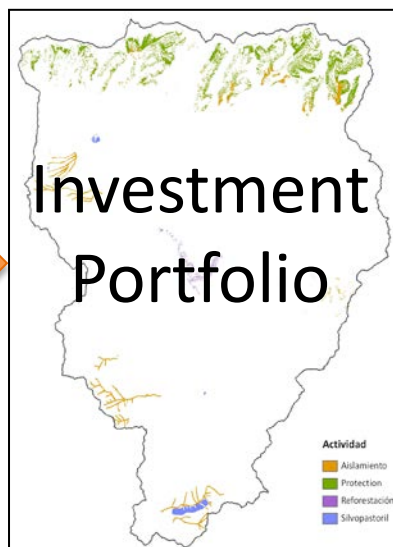 Investment
Portfolio
Actividad
Aislamiento
Protection
Reforestación
Silvopastoril